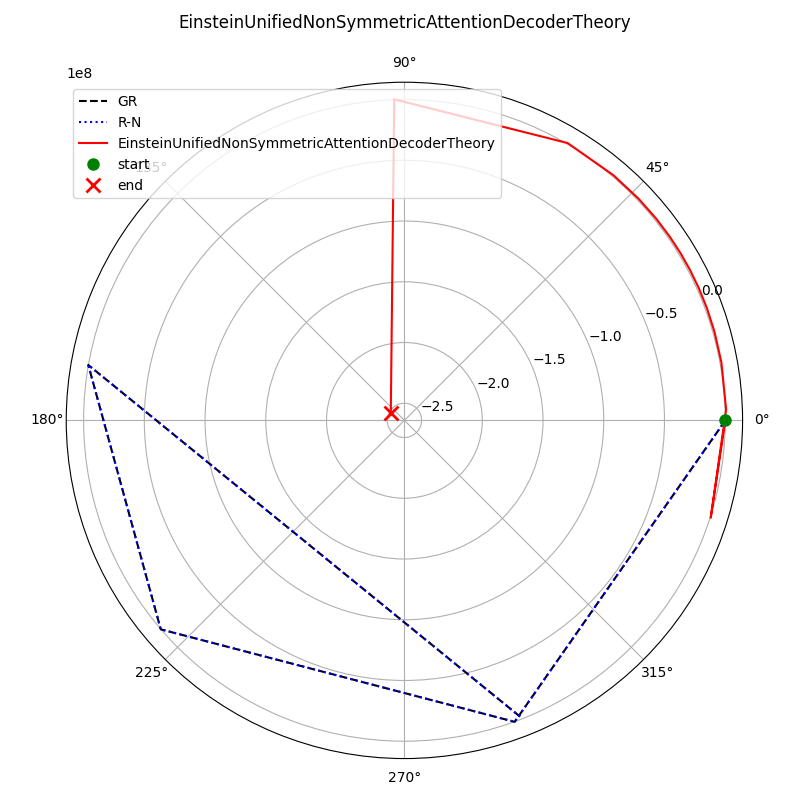 EinsteinUnifiedNonSymmetricAttentionDecoderTheory
90°
1e8
GR
R-N
EinsteinUnifiedNonSymmetricAttentionDecoderTheory
start
end
135°
45°
0.0
−0.5
−1.0
−1.5
−2.0
−2.5
180°
0°
225°
315°
270°